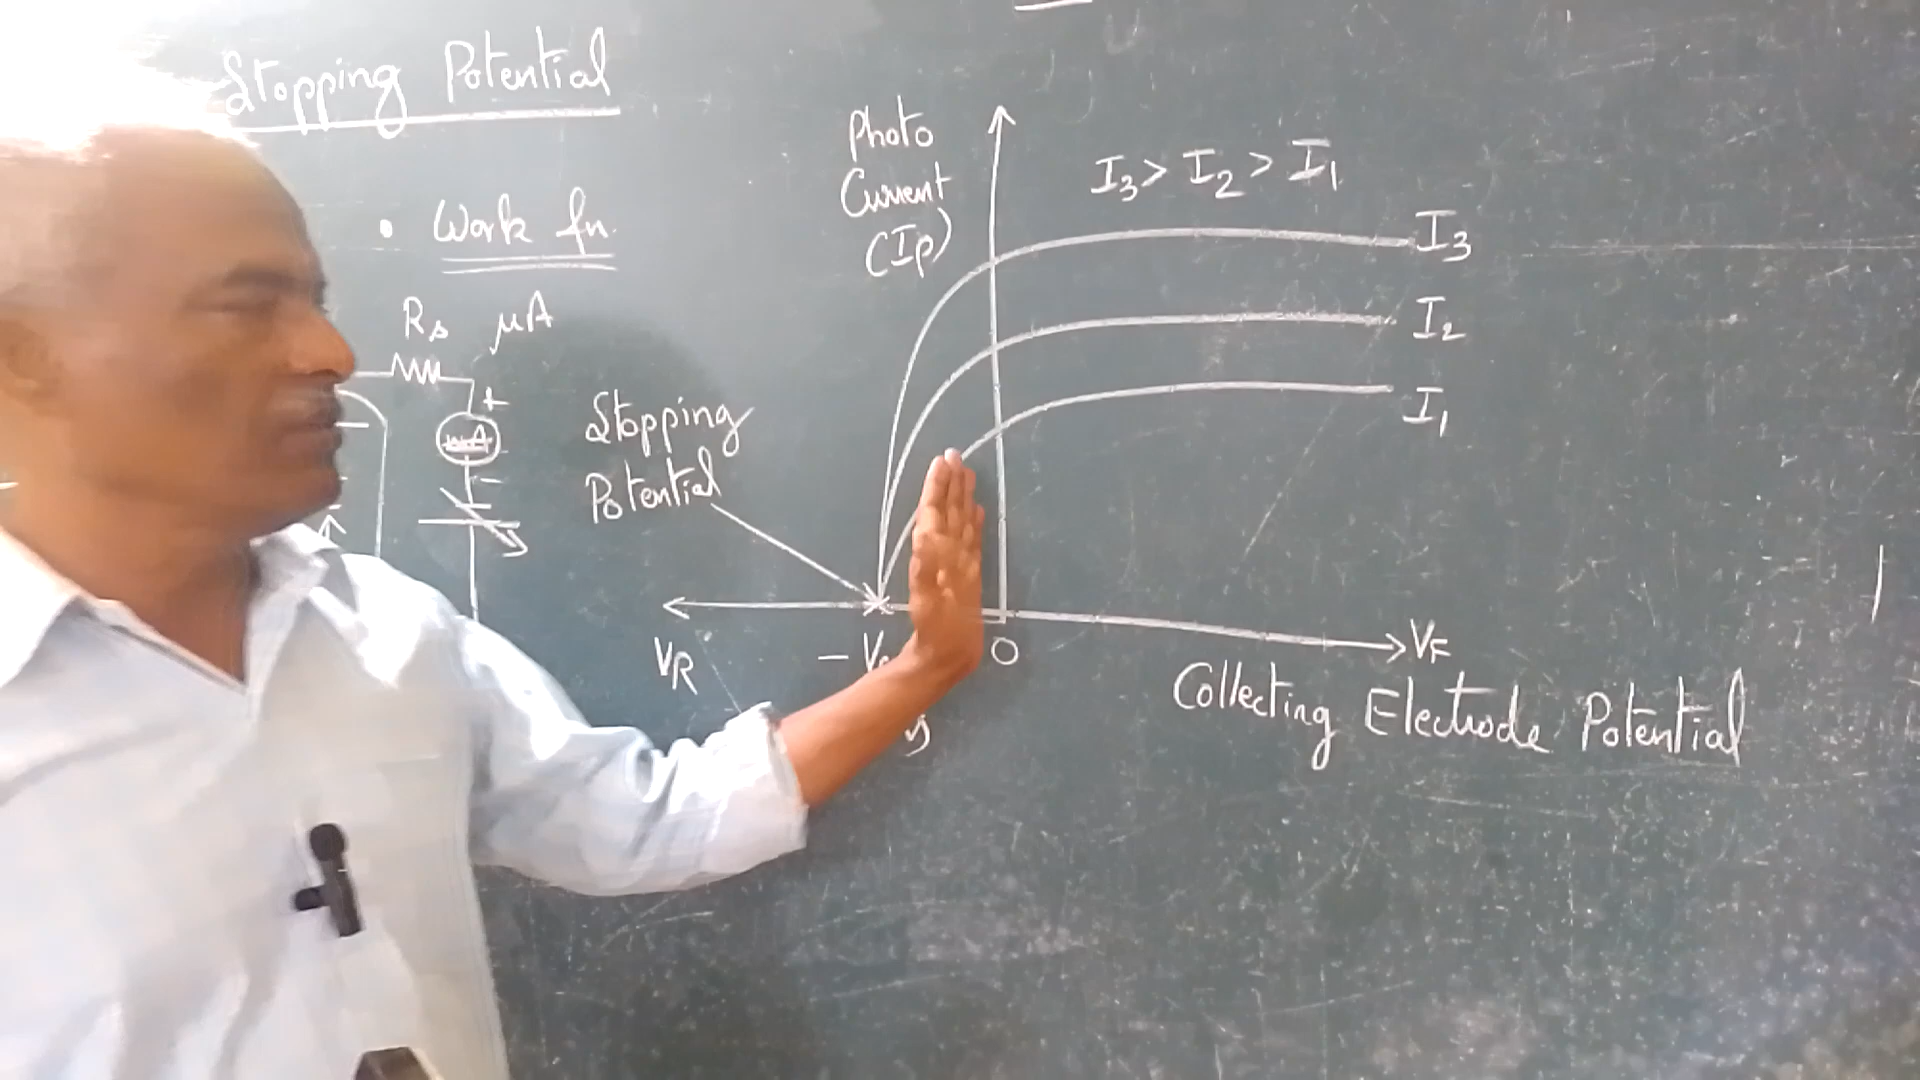 Stopping Potential
• Work fn.
Rs μA
+
μA
-
Photo
Current
(Ip)
I3 > I2 > I1
I3
I2
I1
Stopping
Potential
VR
O
VF
Collecting Electrode Potential